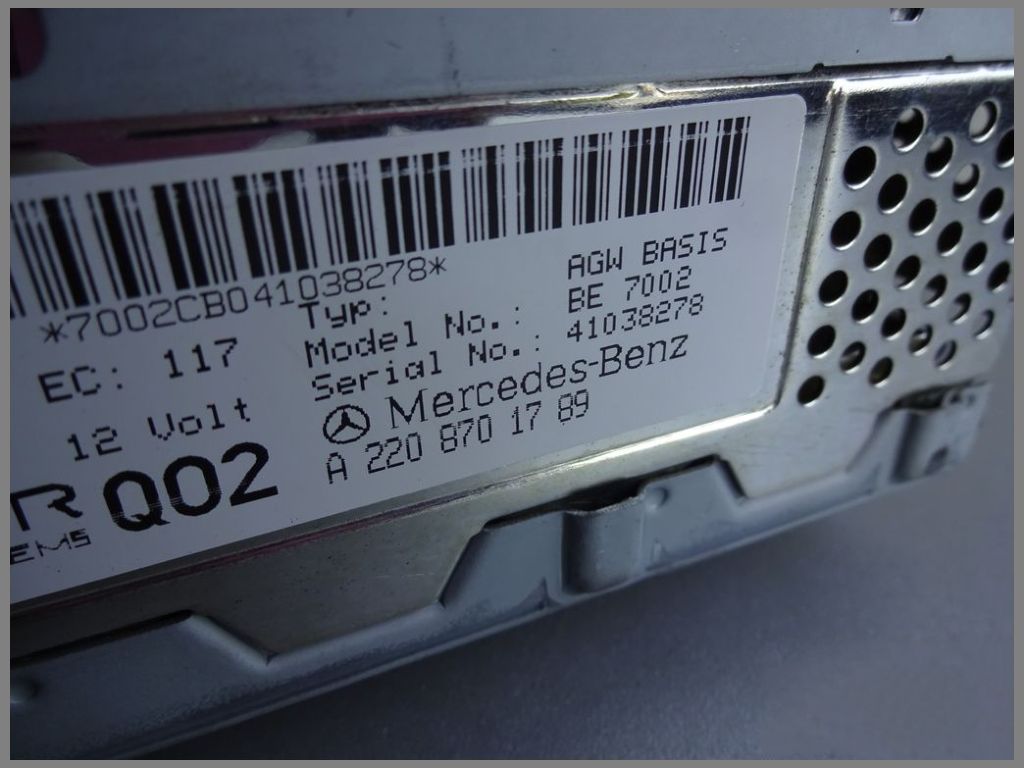 *7002CB041038278*
EC: 117
12 Volt
Q02
EMS
Typ: AGW BASIS
Model No.: BE 7002
Serial No.: 41038278
Mercedes-Benz
A 220 870 17 89